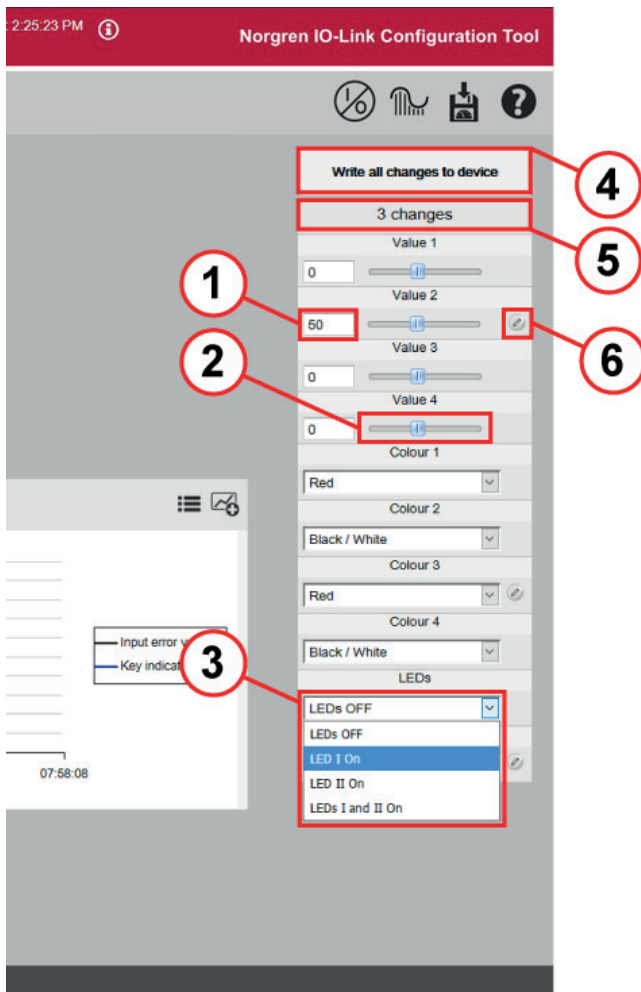 2:25:23 PM
Norgren IO-Link Configuration Tool
Write all changes to device
4
3 changes
5
Value 1
0
1
Value 2
50
6
Value 3
0
2
Value 4
0
Colour 1
Red
Colour 2
Black / White
Colour 3
Red
Colour 4
Black / White
Input error
Key
3
LEDs
LEDs OFF
LEDs OFF
LED I On
LED II On
LEDs I and II On
07:58:08